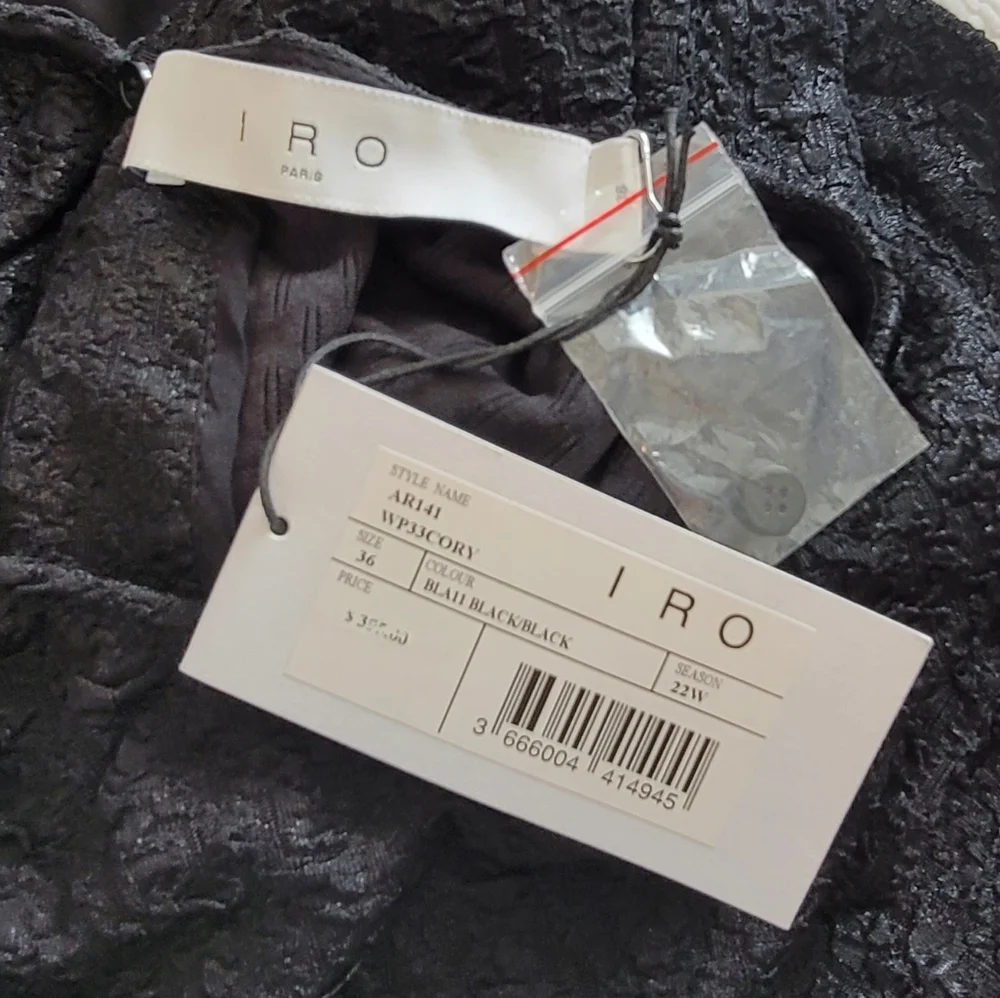 I R O
PARIS
STYLE NAME
AR141
WP33CORY
I R O
SIZE
36
COLOUR
BLA11 BLACK/BLACK
SEASON
22W
PRICE
3 666004 414945